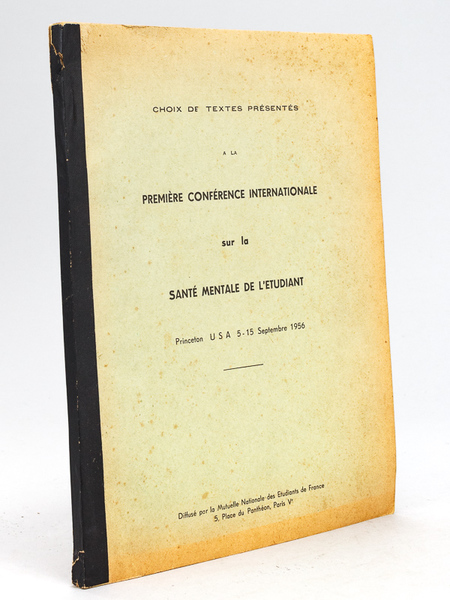 CHOIX DE TEXTES PRÉSENTÉS
A LA
PREMIÈRE CONFÉRENCE INTERNATIONALE
sur la
SANTÉ MENTALE DE L'ETUDIANT
Princeton U S A 5-15 Septembre 1956
Diffusé par la Mutuelle Nationale des Etudiants de France
5, Place du Panthéon, Paris Vᵉ